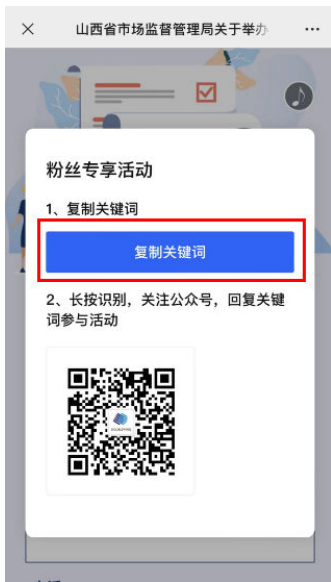 山西省市场监督管理局关于举办
粉丝专享活动
1、复制关键词
复制关键词
2、长按识别，关注公众号，回复关键
词参与活动